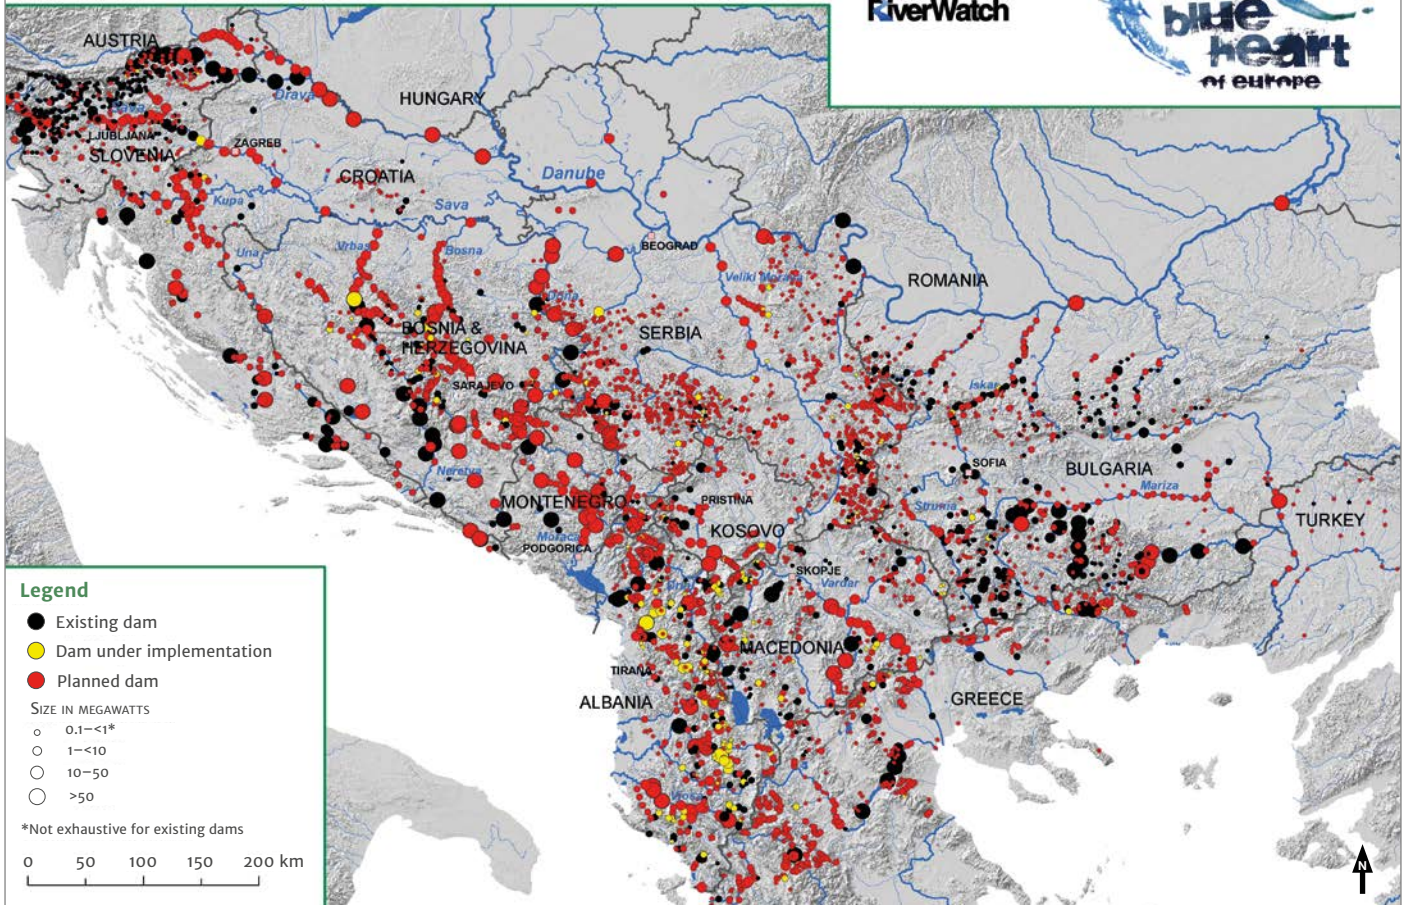 RiverWatch
blue
heart
of europe
AUSTRIA
HUNGARY
Drava
Sava
LJUBLJANA
ZAGREB
SLOVENIA
CROATIA
Danube
Kupa
Sava
Una
Vrbas
Bosna
BEOGRAD
Veliki Morava
ROMANIA
Drina
BOSNIA &
HERZEGOVINA
SERBIA
SARAJEVO
Iskar
SOFIA
BULGARIA
Neretva
Mariza
MONTENEGRO
PRISTINA
Struma
TURKEY
KOSOVO
Morača
PODGORICA
SKOPJE
Vardar
Drin
MACEDONIA
TIRANA
ALBANIA
GREECE
Vjosa
Legend
Existing dam
Dam under implementation
Planned dam
SIZE IN MEGAWATTS
0.1–<1*
1–<10
10–50
>50
*Not exhaustive for existing dams
0 50 100 150 200 km
N